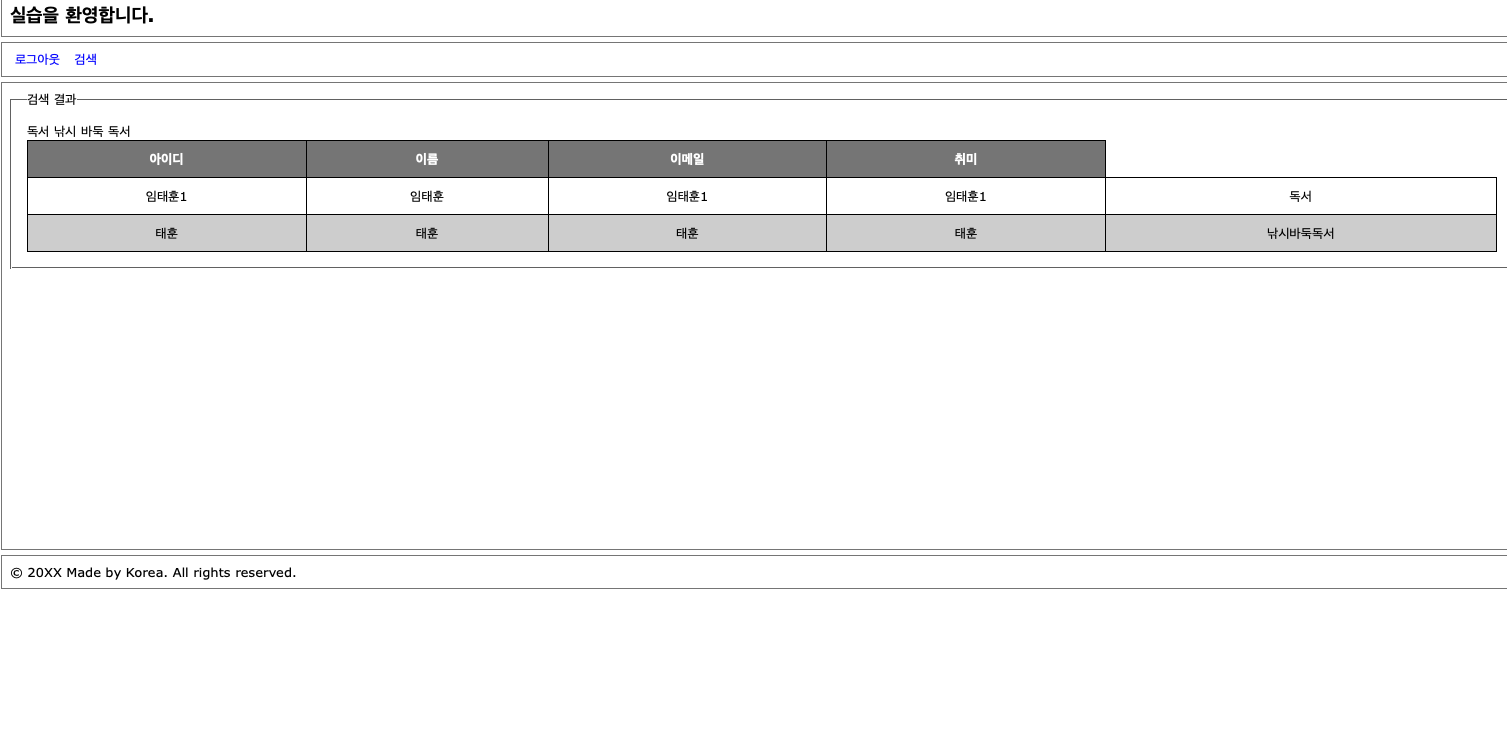 실습을 환영합니다.
로그아웃 검색
검색 결과
독서 낚시 바둑 독서
아이디 이름 이메일 취미
임태훈1 임태훈 임태훈1 임태훈1 독서
태훈 태훈 태훈 태훈 낚시바둑독서
© 20XX Made by Korea. All rights reserved.